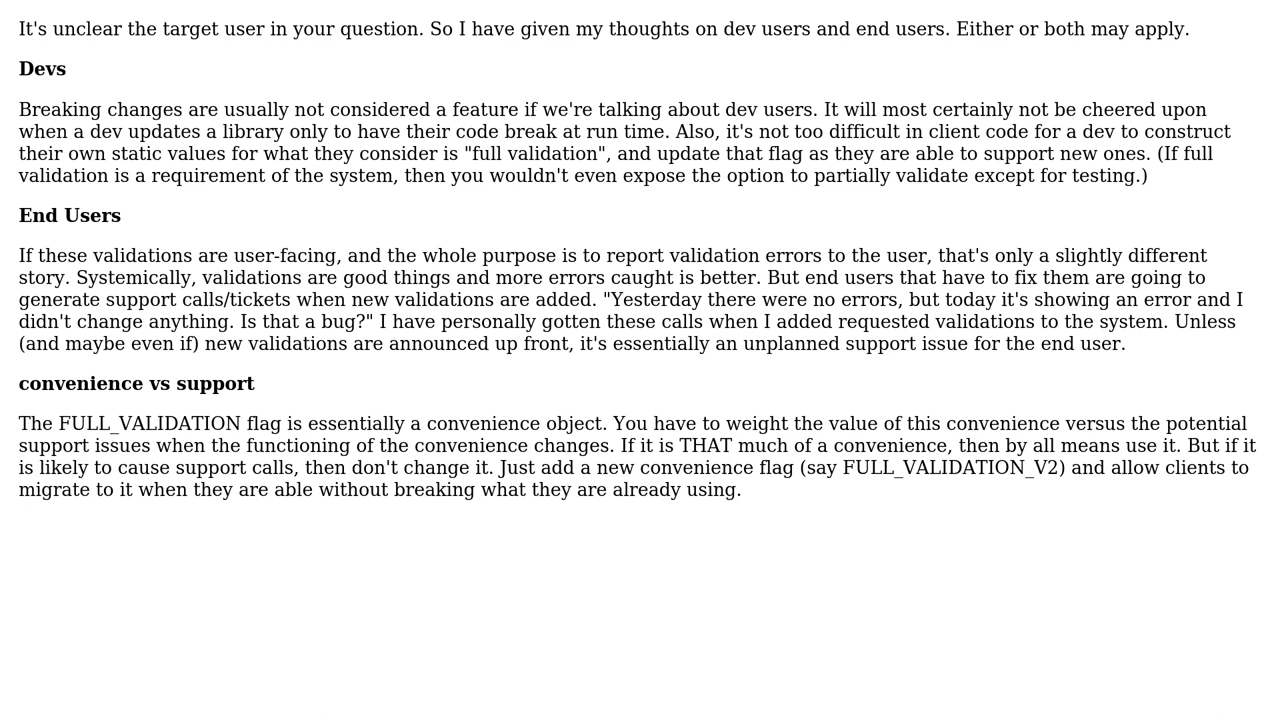 It's unclear the target user in your question. So I have given my thoughts on dev users and end users. Either or both may apply.
Devs
Breaking changes are usually not considered a feature if we're talking about dev users. It will most certainly not be cheered upon
when a dev updates a library only to have their code break at run time. Also, it's not too difficult in client code for a dev to construct
their own static values for what they consider is "full validation", and update that flag as they are able to support new ones. (If full
validation is a requirement of the system, then you wouldn't even expose the option to partially validate except for testing.)
End Users
If these validations are user-facing, and the whole purpose is to report validation errors to the user, that's only a slightly different
story. Systemically, validations are good things and more errors caught is better. But end users that have to fix them are going to
generate support calls/tickets when new validations are added. "Yesterday there were no errors, but today it's showing an error and I
didn't change anything. Is that a bug?" I have personally gotten these calls when I added requested validations to the system. Unless
(and maybe even if) new validations are announced up front, it's essentially an unplanned support issue for the end user.
convenience vs support
The FULL_VALIDATION flag is essentially a convenience object. You have to weight the value of this convenience versus the potential
support issues when the functioning of the convenience changes. If it is THAT much of a convenience, then by all means use it. But if it
is likely to cause support calls, then don't change it. Just add a new convenience flag (say FULL_VALIDATION_V2) and allow clients to
migrate to it when they are able without breaking what they are already using.